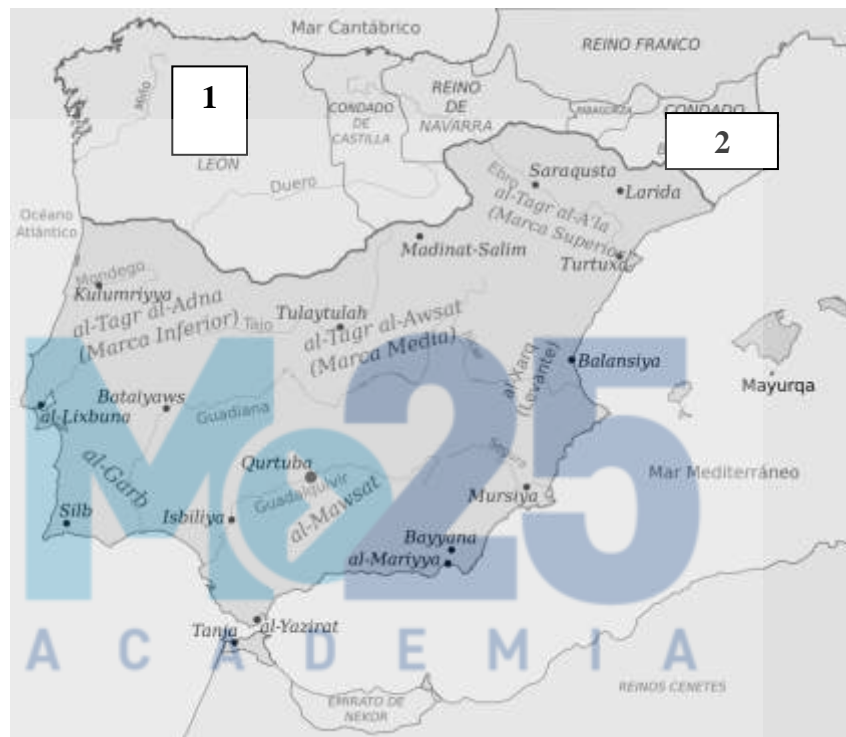 Mar Cantábrico
REINO FRANCO
Miño
1
CONDADO
DE
CASTILLA
REINO
DE
NAVARRA
CONDADO
2
LEÓN
Duero
Océano
Atlántico
Ebro
Saraqusta
Larida
al-Tagr al-A'la
(Marca Superior)
Madinat-Salim
Turtuxa
Mondego
Kulumriyya
al-Tagr al-Adna
(Marca Inferior)
Tajo
Tulaytulah
al-Tagr al-Awsat
(Marca Media)
al-Xarq
(Levante)
Balansiya
Mayurqa
Bataiyaws
Guadiana
al-Lixbuna
al-Garb
Qurtuba
Guadalquivir
al-Mawsat
Segura
Mar Mediterráneo
Mursiya
Silb
Isbiliya
Bayyana
al-Mariyya
Tanja
al-Yazirat
M25
ACADEMIA
EMIRATO DE
NEKOR
REINOS CENETES